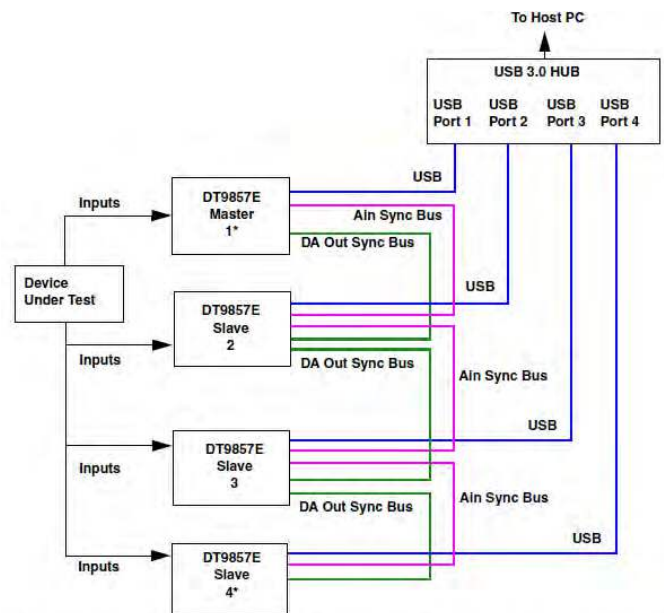 To Host PC
USB 3.0 HUB
USB
Port 1
USB
Port 2
USB
Port 3
USB
Port 4
USB
Inputs
DT9857E
Master
1*
Ain Sync Bus
DA Out Sync Bus
Device
Under Test
USB
DT9857E
Slave
2
Inputs
DA Out Sync Bus
Ain Sync Bus
USB
DT9857E
Slave
3
Inputs
Ain Sync Bus
DA Out Sync Bus
USB
DT9857E
Slave
4*
Inputs